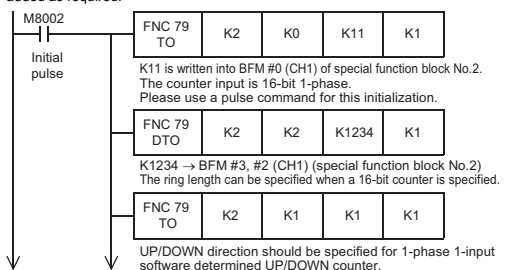 M8002
Initial
pulse
FNC 79
TO
K2
K0
K11
K1
K11 is written into BFM #0 (CH1) of special function block No.2.
The counter input is 16-bit 1-phase.
Please use a pulse command for this initialization.
FNC 79
DTO
K2
K2
K1234
K1
K1234 → BFM #3, #2 (CH1) (special function block No.2)
The ring length can be specified when a 16-bit counter is specified.
FNC 79
TO
K2
K1
K1
K1
UP/DOWN direction should be specified for 1-phase 1-input
software determined UP/DOWN counter.